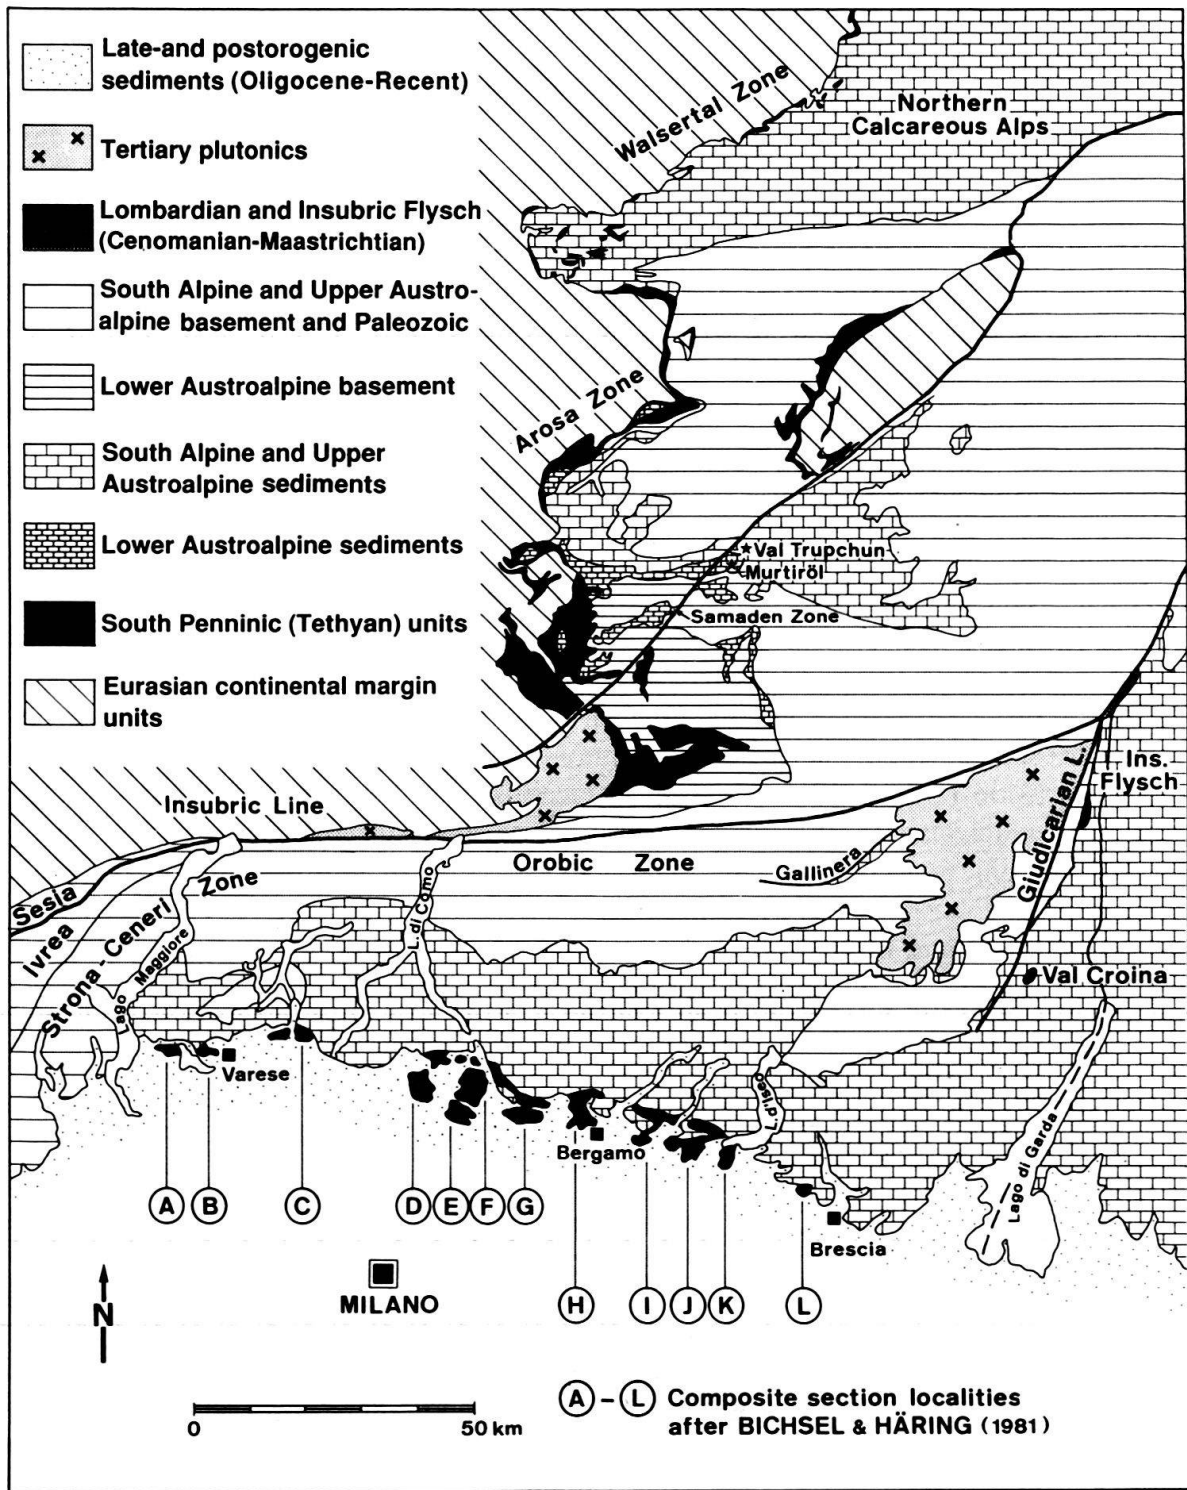 Late-and postorogenic
sediments (Oligocene-Recent)
Tertiary plutonics
Lombardian and Insubric Flysch
(Cenomanian-Maastrichtian)
South Alpine and Upper Austro-
alpine basement and Paleozoic
Lower Austroalpine basement
South Alpine and Upper
Austroalpine sediments
Lower Austroalpine sediments
South Penninic (Tethyan) units
Eurasian continental margin
units
Walsertal Zone
Northern
Calcareous Alps
Arosa Zone
Val Trupchun
Murtiröl
Samaden Zone
Insubric Line
Orobic Zone
Gallinera
Giudicarian L.
Ins.
Flysch
Sesia
Ivrea
Strona-Ceneri Zone
Lago Maggiore
L. di Como
Val Croina
Varese
Bergamo
L. d'Iseo
Lago di Garda
Brescia
A B C D E F G
H I J K L
MILANO
N
0 50 km
A – L Composite section localities
after BICHSEL & HÄRING (1981)